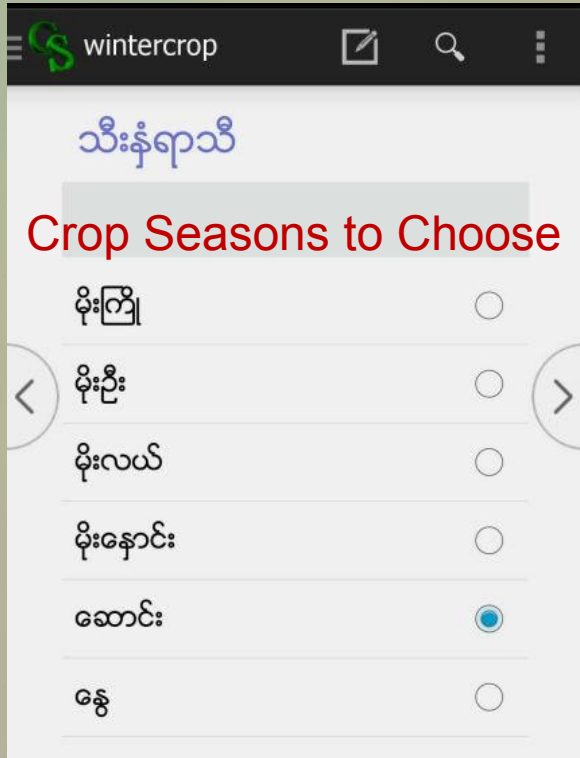 CS wintercrop
သီးနှံရာသီ
Crop Seasons to Choose
မိုးကြို
မိုးဦး
မိုးလယ်
မိုးနှောင်း
ဆောင်း
နွေ